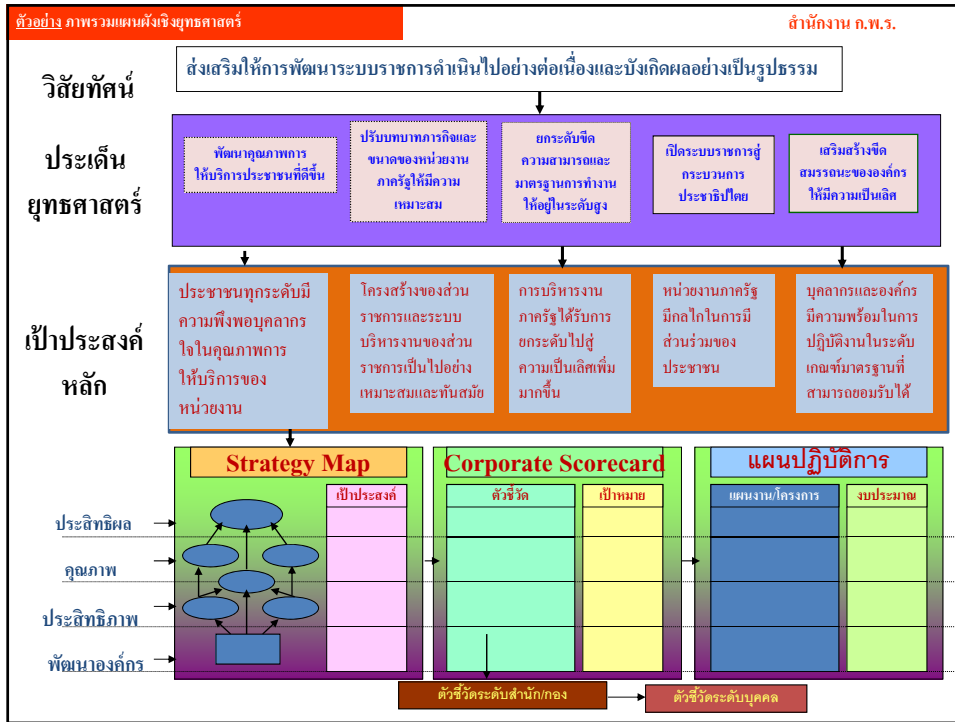 ตัวอย่าง ภาพรวมแผนผังเชิงยุทธศาสตร์
สำนักงาน ก.พ.ร.
วิสัยทัศน์
ส่งเสริมให้การพัฒนาระบบราชการดำเนินไปอย่างต่อเนื่องและบังเกิดผลอย่างเป็นรูปธรรม
ประเด็น
ยุทธศาสตร์
พัฒนาคุณภาพการ
ให้บริการประชาชนที่ดีขึ้น
ปรับบทบาทภารกิจและ
ขนาดของหน่วยงาน
ภาครัฐให้มีความ
เหมาะสม
ยกระดับขีด
ความสามารถและ
มาตรฐานการทำงาน
ให้อยู่ในระดับสูง
เปิดระบบราชการสู่
กระบวนการ
ประชาธิปไตย
เสริมสร้างขีด
สมรรถนะขององค์กร
ให้มีความเป็นเลิศ
เป้าประสงค์
หลัก
ประชาชนทุกระดับมี
ความพึงพอบุคลากร
ใจในคุณภาพการ
ให้บริการของ
หน่วยงาน
โครงสร้างของส่วน
ราชการและระบบ
บริหารงานของส่วน
ราชการเป็นไปอย่าง
เหมาะสมและทันสมัย
การบริหารงาน
ภาครัฐได้รับการ
ยกระดับไปสู่
ความเป็นเลิศเพิ่ม
มากขึ้น
หน่วยงานภาครัฐ
มีกลไกในการมี
ส่วนร่วมของ
ประชาชน
บุคลากรและองค์กร
มีความพร้อมในการ
ปฏิบัติงานในระดับ
เกณฑ์มาตรฐานที่
สามารถยอมรับได้
Strategy Map
Corporate Scorecard
แผนปฏิบัติการ
เป้าประสงค์
ตัวชี้วัด
เป้าหมาย
แผนงาน/โครงการ
งบประมาณ
ประสิทธิผล
คุณภาพ
ประสิทธิภาพ
พัฒนาองค์กร
ตัวชี้วัดระดับสำนัก/กอง
ตัวชี้วัดระดับบุคคล